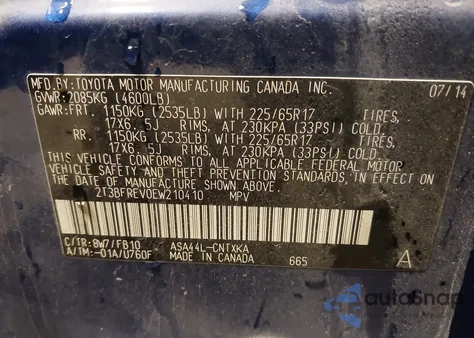 MFD.BY:TOYOTA MOTOR MANUFACTURING CANADA INC. 07/14
GVWR:2085KG (4600LB)
GAWR:FRT. 1150KG (2535LB) WITH 225/65R17 TIRES,
17X6. 5J RIMS, AT 230KPA (33PSI) COLD.
RR. 1150KG (2535LB) WITH 225/65R17 TIRES,
17X6. 5J RIMS, AT 230KPA (33PSI) COLD.
THIS VEHICLE CONFORMS TO ALL APPLICABLE FEDERAL MOTOR
VEHICLE SAFETY AND THEFT PREVENTION STANDARDS IN EFFECT
ON THE DATE OF MANUFACTURE SHOWN ABOVE.
2T3BFREV0EW210410 MPV
C/TR:8W7/FB10 ASA44L-CNTXKA
A/TM:-01A/U760F MADE IN CANADA 665 A
autoSnap